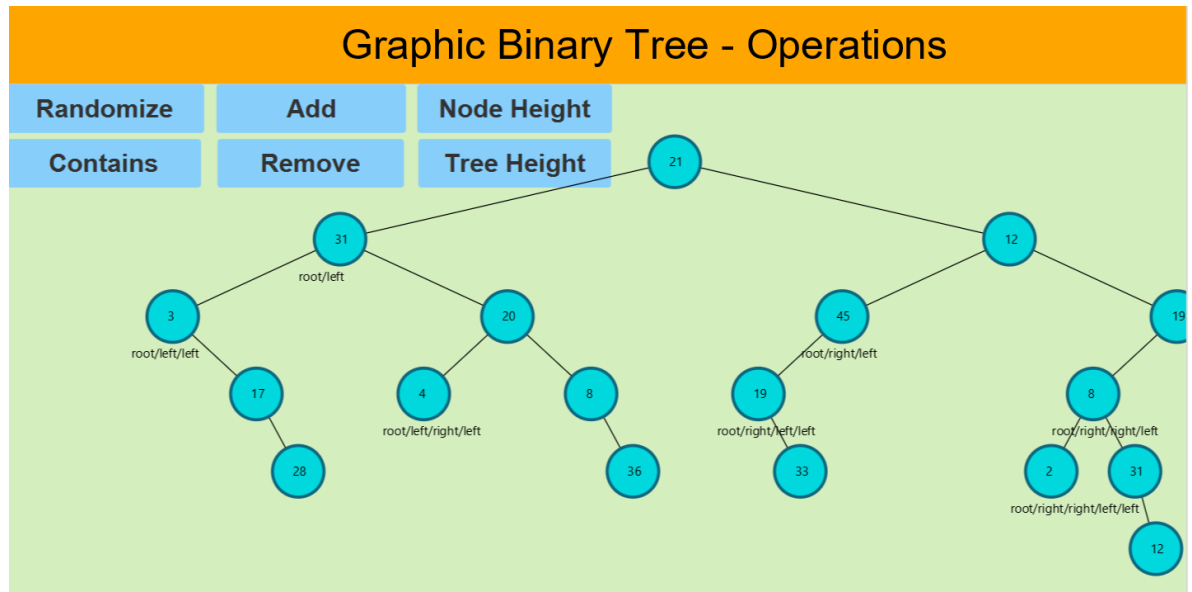 Graphic Binary Tree - Operations
Randomize Add Node Height
Contains Remove Tree Height
21
31 12
root/left
3 20 45 19
root/left/left root/right/left
17 4 8 19 8
root/left/right/left root/right/left/left root/right/right/left
28 36 33 2 31
root/right/right/left/left
12